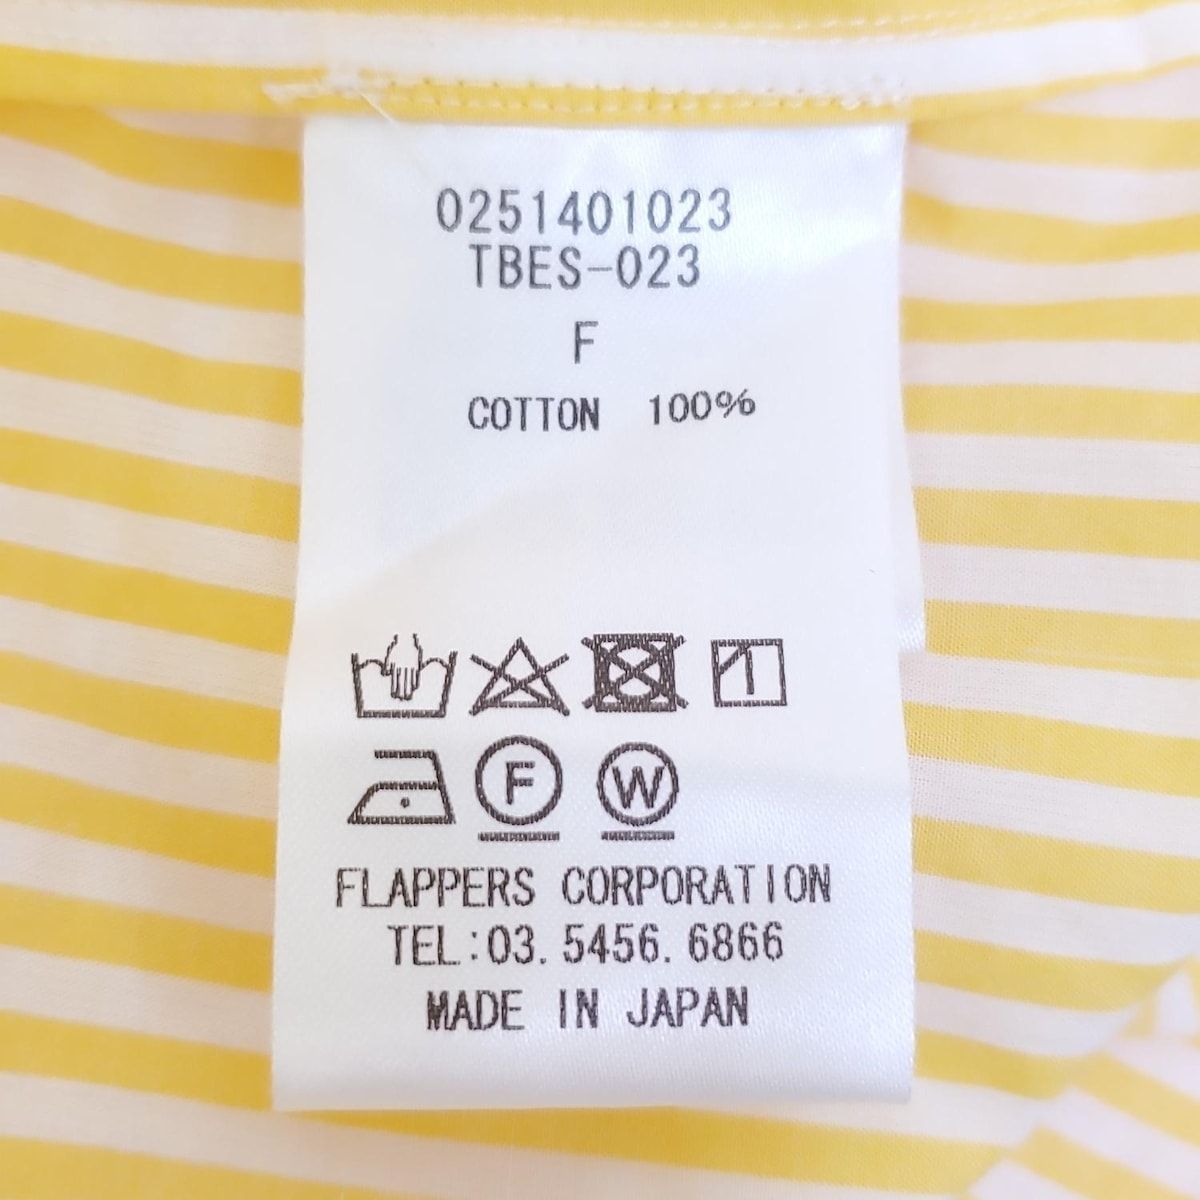 0251401023
TBES-023
F
COTTON 100%
F W
FLAPPERS CORPORATION
TEL:03. 5456. 6866
MADE IN JAPAN